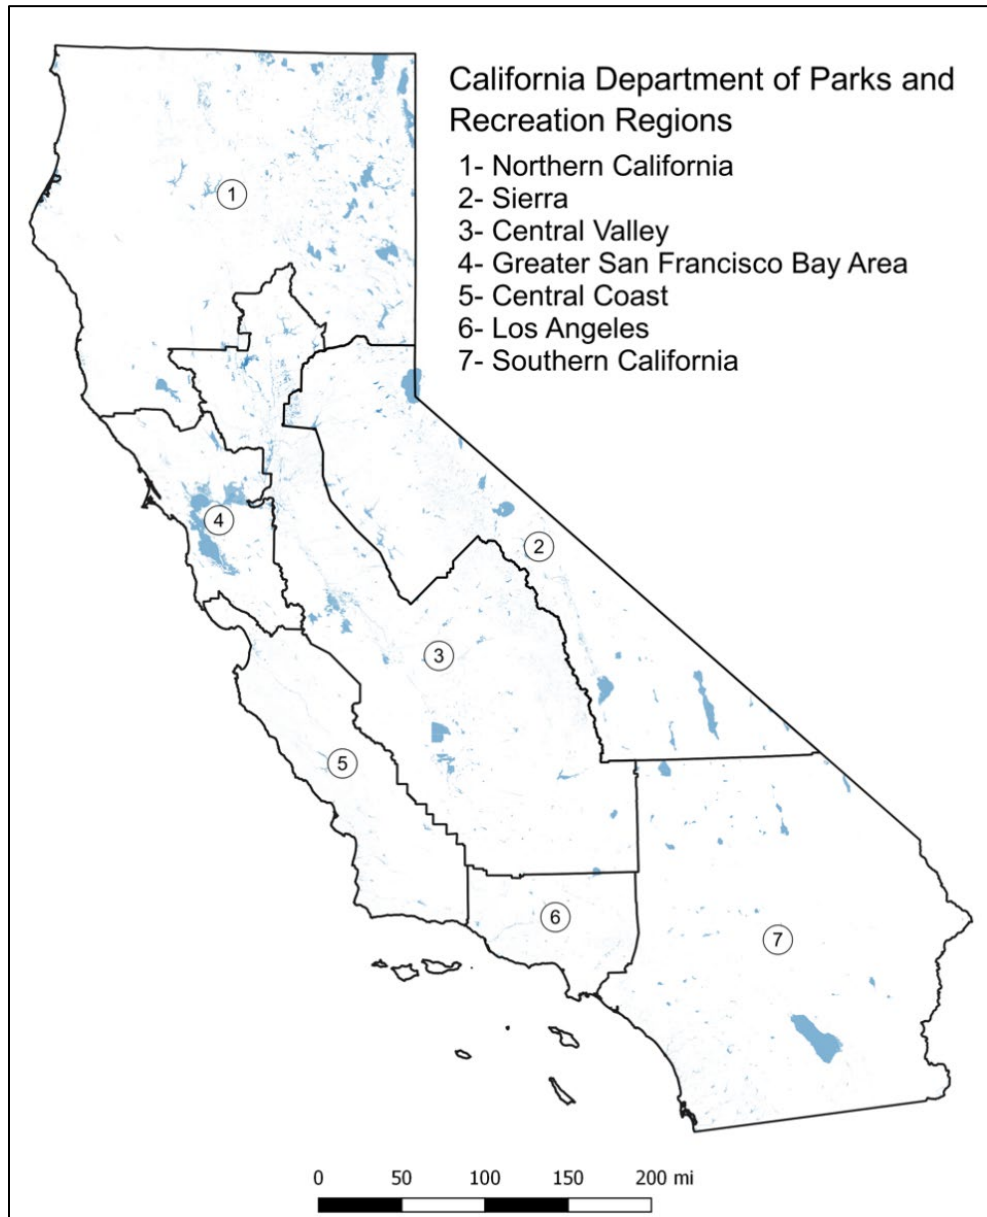 California Department of Parks and
Recreation Regions
1- Northern California
2- Sierra
3- Central Valley
4- Greater San Francisco Bay Area
5- Central Coast
6- Los Angeles
7- Southern California
1
4
2
3
5
6
7
0 50 100 150 200 mi